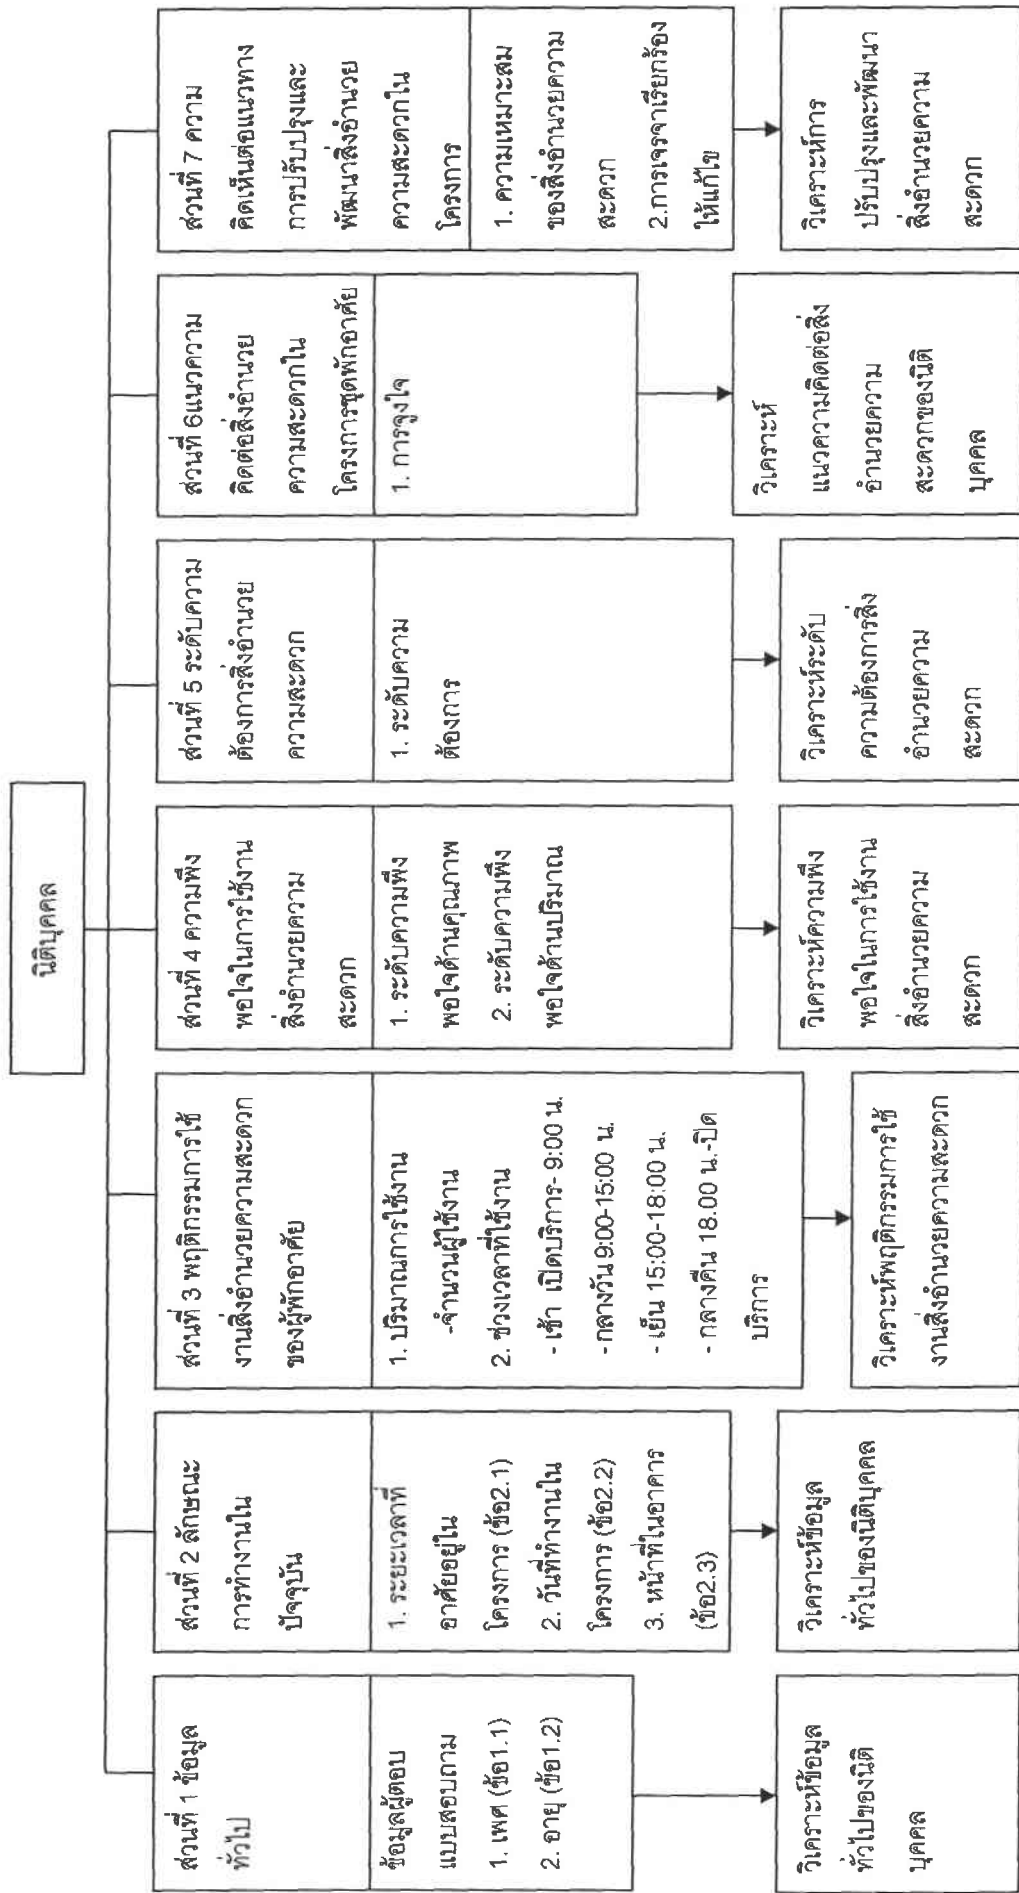 นิติบุคคล
ส่วนที่ 1 ข้อมูล
ทั่วไป
ข้อมูลผู้ตอบ
แบบสอบถาม
1. เพศ (ข้อ1.1)
2. อายุ (ข้อ1.2)
วิเคราะห์ข้อมูล
ทั่วไปของนิติ
บุคคล
ส่วนที่ 2 ลักษณะ
การทำงานใน
ปัจจุบัน
1. ระยะเวลาที่
อาศัยอยู่ใน
โครงการ (ข้อ2.1)
2. วันที่ทำงานใน
โครงการ (ข้อ2.2)
3. หน้าที่ในอาคาร
(ข้อ2.3)
วิเคราะห์ข้อมูล
ทั่วไปของนิติบุคคล
ส่วนที่ 3 พฤติกรรมการใช้
งานสิ่งอำนวยความสะดวก
ของผู้พักอาศัย
1. ปริมาณการใช้งาน
-จำนวนผู้ใช้งาน
2. ช่วงเวลาที่ใช้งาน
- เช้า เปิดบริการ- 9:00 น.
- กลางวัน 9:00-15:00 น.
- เย็น 15:00-18:00 น.
- กลางคืน 18.00 น.-ปิด
บริการ
วิเคราะห์พฤติกรรมการใช้
งานสิ่งอำนวยความสะดวก
ส่วนที่ 4 ความพึง
พอใจในการใช้งาน
สิ่งอำนวยความ
สะดวก
1. ระดับความพึง
พอใจด้านคุณภาพ
2. ระดับความพึง
พอใจด้านปริมาณ
วิเคราะห์ความพึง
พอใจในการใช้งาน
สิ่งอำนวยความ
สะดวก
ส่วนที่ 5 ระดับความ
ต้องการสิ่งอำนวย
ความสะดวก
1. ระดับความ
ต้องการ
วิเคราะห์ระดับ
ความต้องการสิ่ง
อำนวยความ
สะดวก
ส่วนที่ 6แนวความ
คิดต่อสิ่งอำนวย
ความสะดวกใน
โครงการชุดพักอาศัย
1. การจูงใจ
วิเคราะห์
แนวความคิดต่อสิ่ง
อำนวยความ
สะดวกของนิติ
บุคคล
ส่วนที่ 7 ความ
คิดเห็นต่อแนวทาง
การปรับปรุงและ
พัฒนาสิ่งอำนวย
ความสะดวกใน
โครงการ
1. ความเหมาะสม
ของสิ่งอำนวยความ
สะดวก
2.การเจรจาเรียกร้อง
ให้แก้ไข
วิเคราะห์การ
ปรับปรุงและพัฒนา
สิ่งอำนวยความ
สะดวก